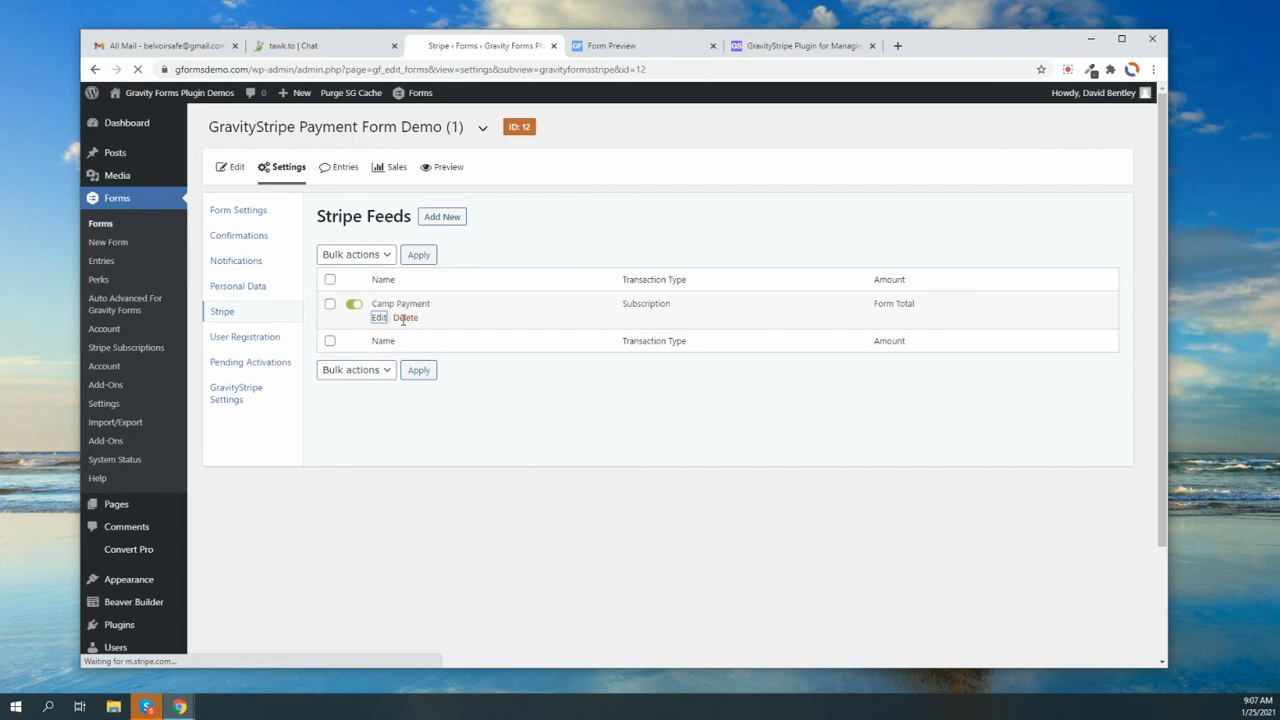 All Mail - belvoirsafe@gmail.com
tawk.to | Chat
Stripe ‹ Forms ‹ Gravity Forms Pl
Form Preview
GravityStripe Plugin for Managin
gformsdemo.com/wp-admin/admin.php?page=gf_edit_forms&view=settings&subview=gravityformsstripe&id=12
Gravity Forms Plugin Demos
0
New
Purge SG Cache
Forms
Howdy, David Bentley
Dashboard
Posts
Media
Forms
Forms
New Form
Entries
Perks
Auto Advanced For
Gravity Forms
Account
Stripe Subscriptions
Account
Add-Ons
Settings
Import/Export
Add-Ons
System Status
Help
Pages
Comments
Convert Pro
Appearance
Beaver Builder
Plugins
Users
GravityStripe Payment Form Demo (1)
ID: 12
Edit
Settings
Entries
Sales
Preview
Form Settings
Confirmations
Notifications
Personal Data
Stripe
User Registration
Pending Activations
GravityStripe
Settings
Stripe Feeds
Add New
Bulk actions
Apply
Name
Transaction Type
Amount
Camp Payment
Subscription
Form Total
Edit
Delete
Name
Transaction Type
Amount
Bulk actions
Apply
Waiting for m.stripe.com...
9:07 AM
1/25/2021